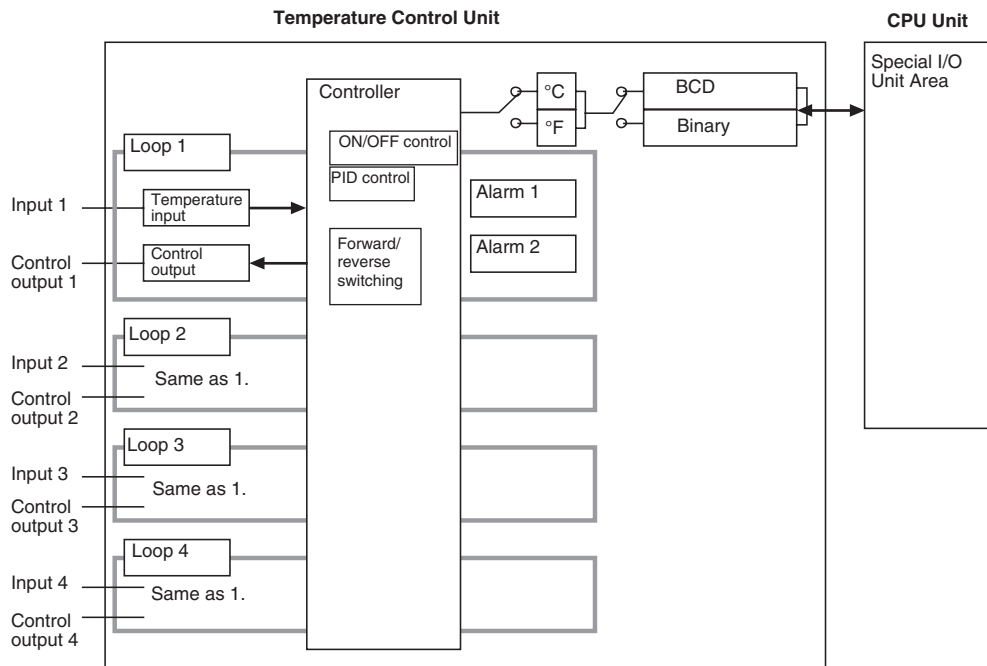 Temperature Control Unit
CPU Unit
Special I/O
Unit Area
Controller
°C
°F
BCD
Binary
ON/OFF control
PID control
Forward/
reverse
switching
Loop 1
Input 1
Temperature
input
Control
output 1
Control
output
Alarm 1
Alarm 2
Loop 2
Input 2
Same as 1.
Control
output 2
Loop 3
Input 3
Same as 1.
Control
output 3
Loop 4
Input 4
Same as 1.
Control
output 4